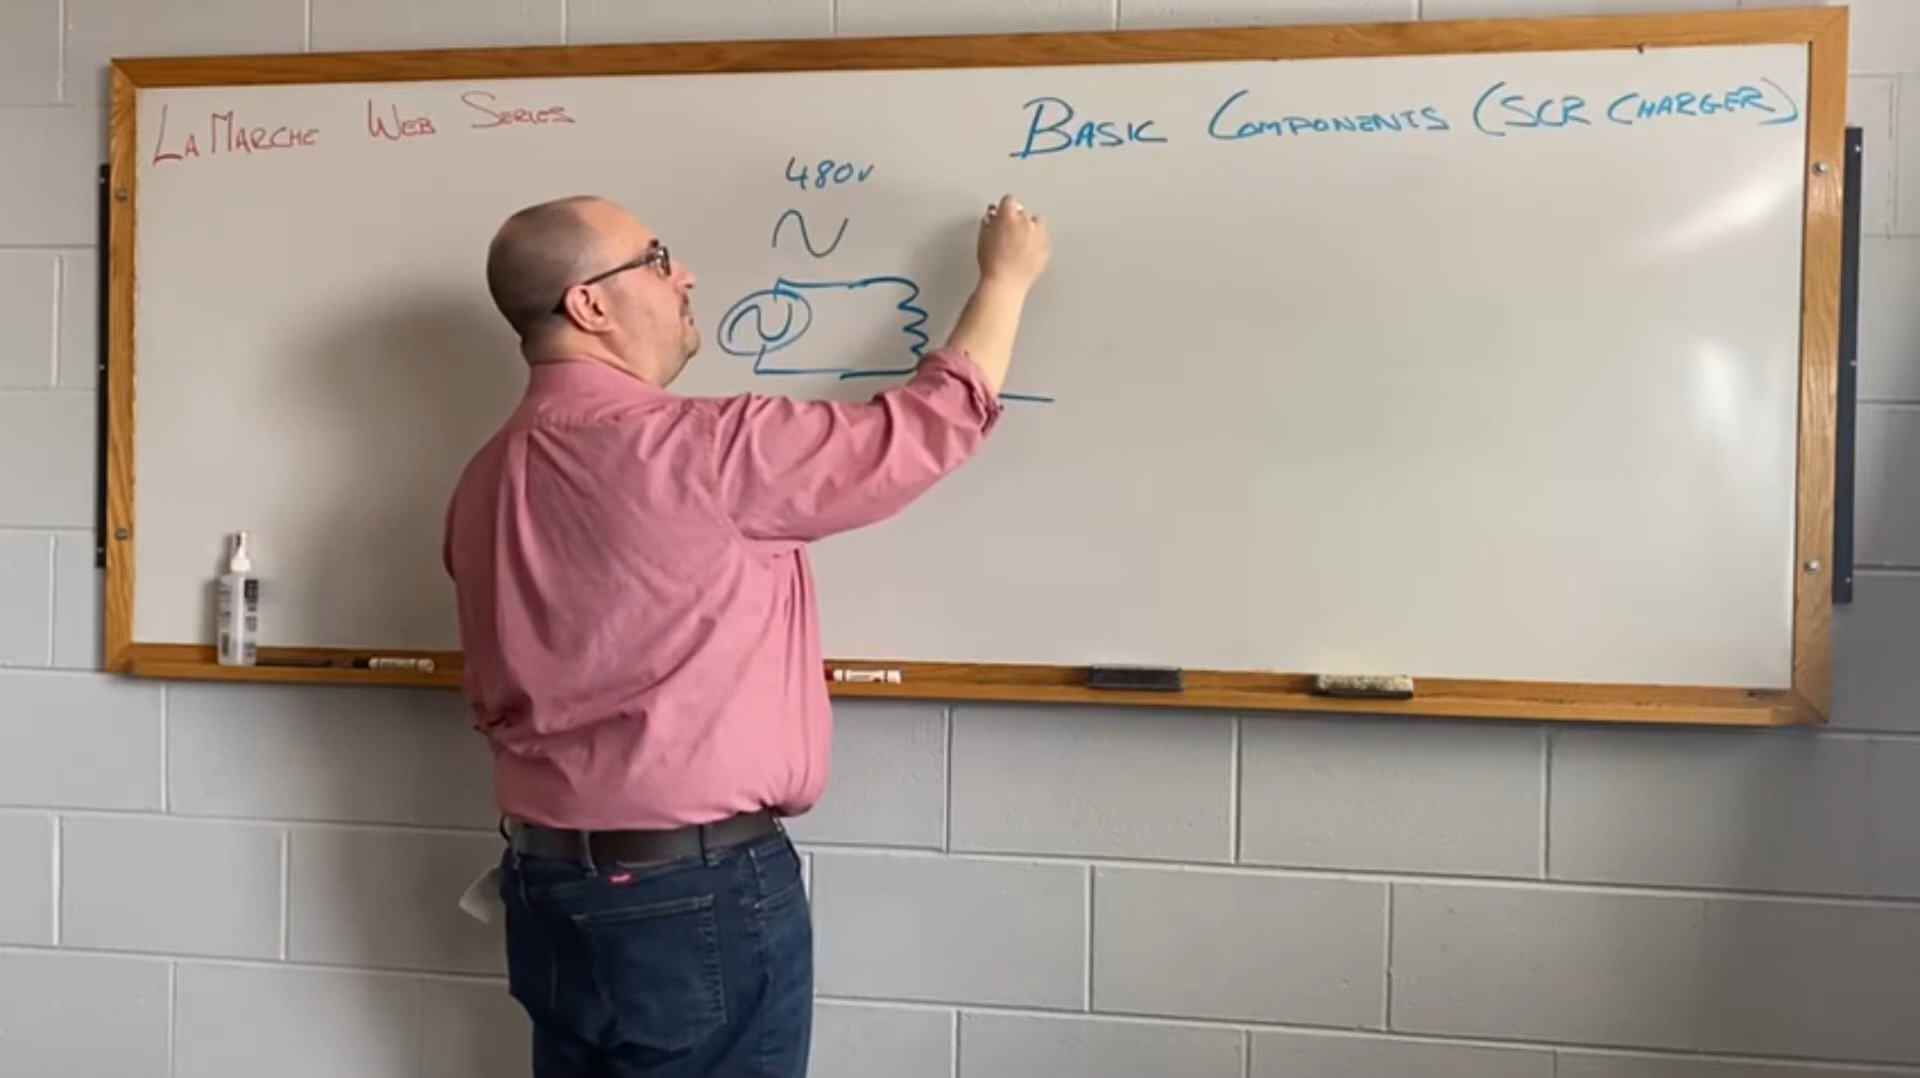 LaMarche Web Series
Basic Components (SCR Charger)
480v